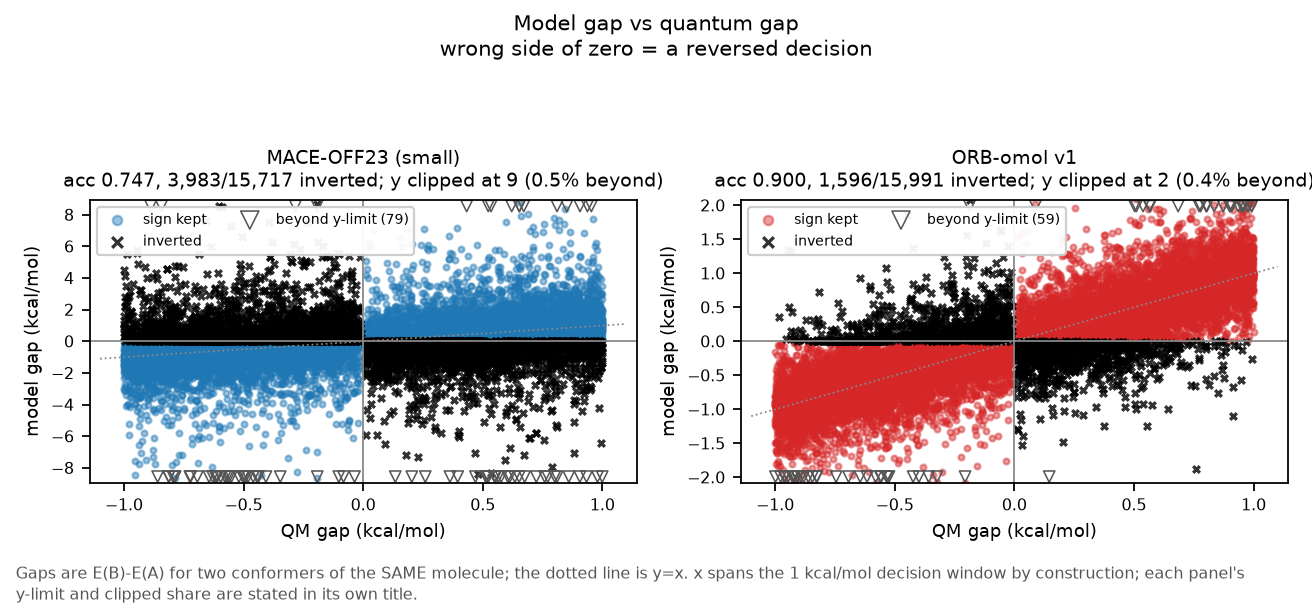 Model gap vs quantum gap
wrong side of zero = a reversed decision
MACE-OFF23 (small)
acc 0.747, 3,983/15,717 inverted; y clipped at 9 (0.5% beyond)
sign kept
inverted
beyond y-limit (79)
8
6
4
2
0
−2
−4
−6
−8
model gap (kcal/mol)
−1.0
−0.5
0.0
0.5
1.0
QM gap (kcal/mol)
ORB-omol v1
acc 0.900, 1,596/15,991 inverted; y clipped at 2 (0.4% beyond)
sign kept
inverted
beyond y-limit (59)
2.0
1.5
1.0
0.5
0.0
−0.5
−1.0
−1.5
−2.0
model gap (kcal/mol)
−1.0
−0.5
0.0
0.5
1.0
QM gap (kcal/mol)
Gaps are E(B)-E(A) for two conformers of the SAME molecule; the dotted line is y=x. x spans the 1 kcal/mol decision window by construction; each panel's
y-limit and clipped share are stated in its own title.